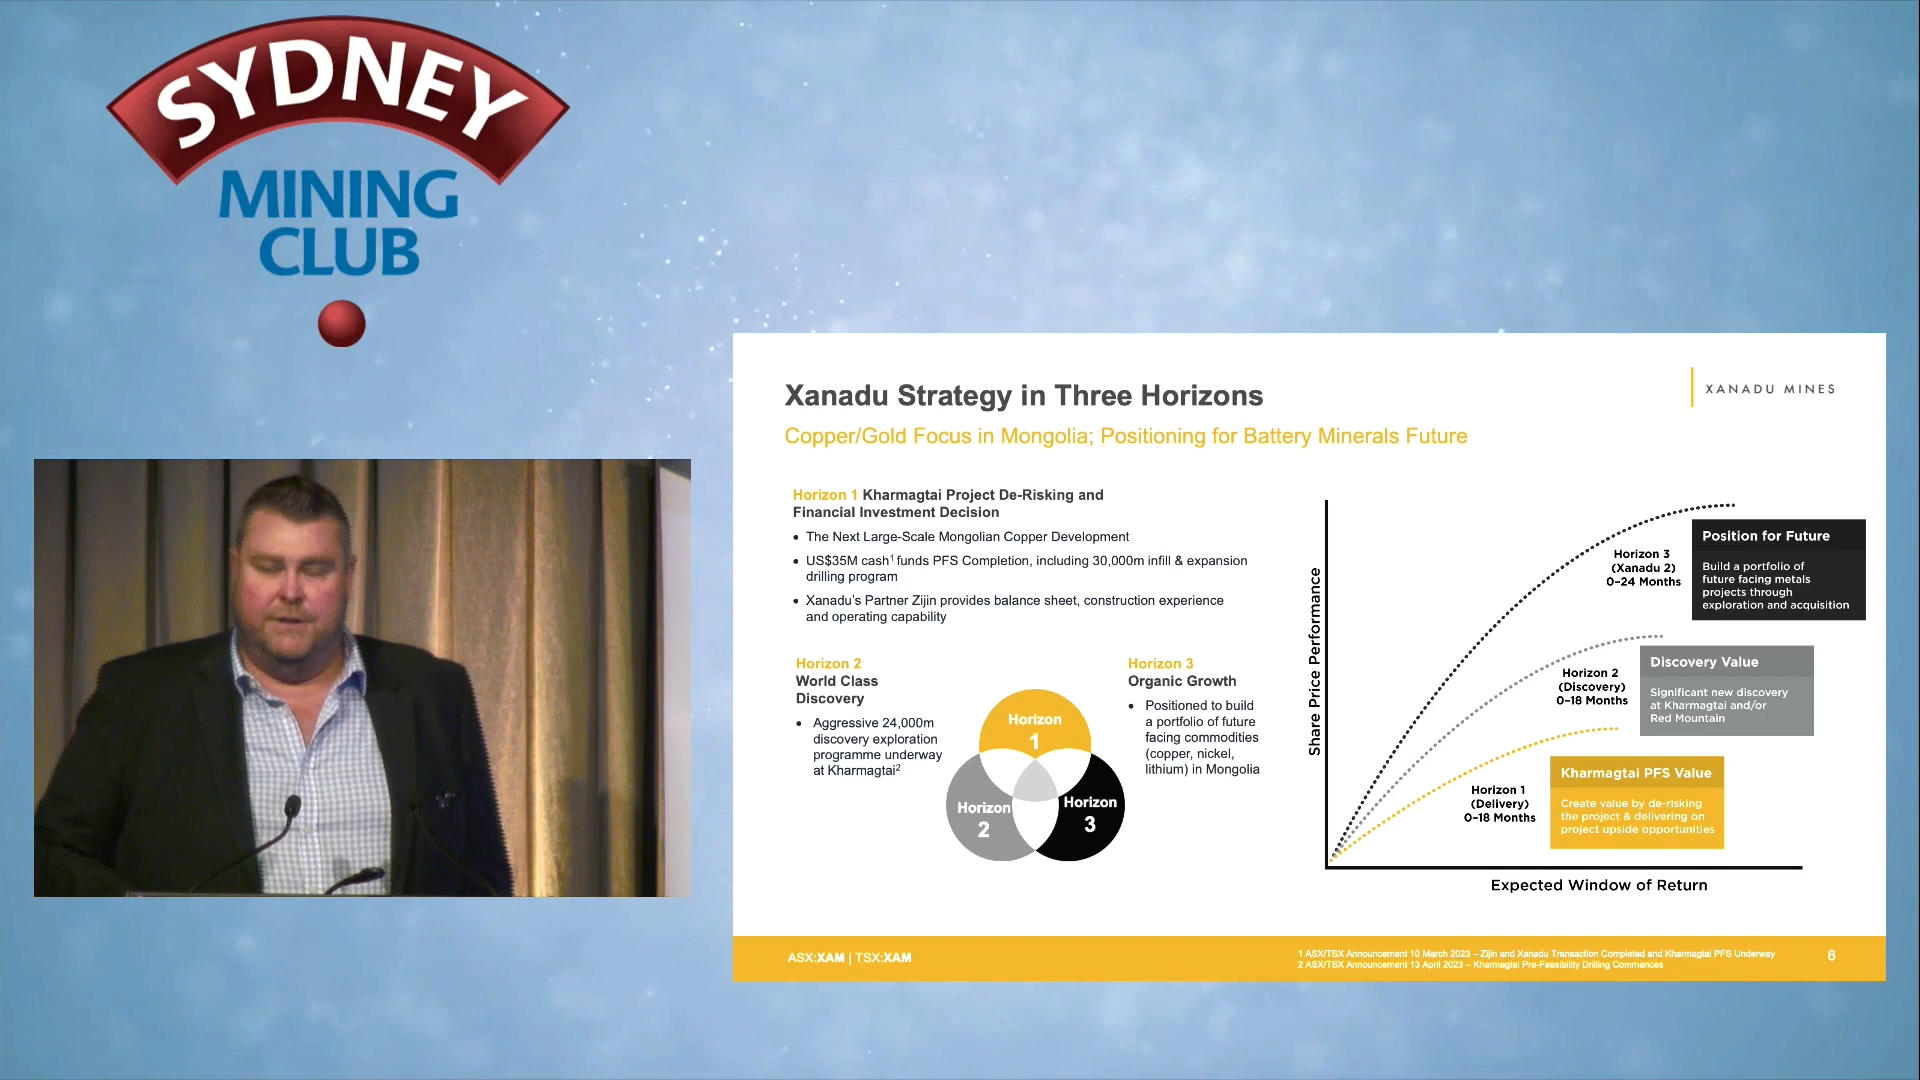 SYDNEY
MINING
CLUB
Xanadu Strategy in Three Horizons
XANADU MINES
Copper/Gold Focus in Mongolia; Positioning for Battery Minerals Future
Horizon 1 Kharmagtai Project De-Risking and
Financial Investment Decision
• The Next Large-Scale Mongolian Copper Development
• US$35M cash¹ funds PFS Completion, including 30,000m infill & expansion
drilling program
• Xanadu's Partner Zijin provides balance sheet, construction experience
and operating capability
Horizon 2
World Class
Discovery
• Aggressive 24,000m
discovery exploration
programme underway
at Kharmagtai²
Horizon
1
Horizon
2
Horizon
3
Horizon 3
Organic Growth
• Positioned to build
a portfolio of future
facing commodities
(copper, nickel,
lithium) in Mongolia
Share Price Performance
Horizon 3
(Xanadu 2)
0–24 Months
Position for Future
Build a portfolio of
future facing metals
projects through
exploration and acquisition
Horizon 2
(Discovery)
0–18 Months
Discovery Value
Significant new discovery
at Kharmagtai and/or
Red Mountain
Horizon 1
(Delivery)
0–18 Months
Kharmagtai PFS Value
Create value by de-risking
the project & delivering on
project upside opportunities
Expected Window of Return
ASX:XAM | TSX:XAM
1 ASX/TSX Announcement 10 March 2023 – Zijin and Xanadu Transaction Completed and Kharmagtai PFS Underway
2 ASX/TSX Announcement 13 April 2023 – Kharmagtai Pre-Feasibility Drilling Commences
6